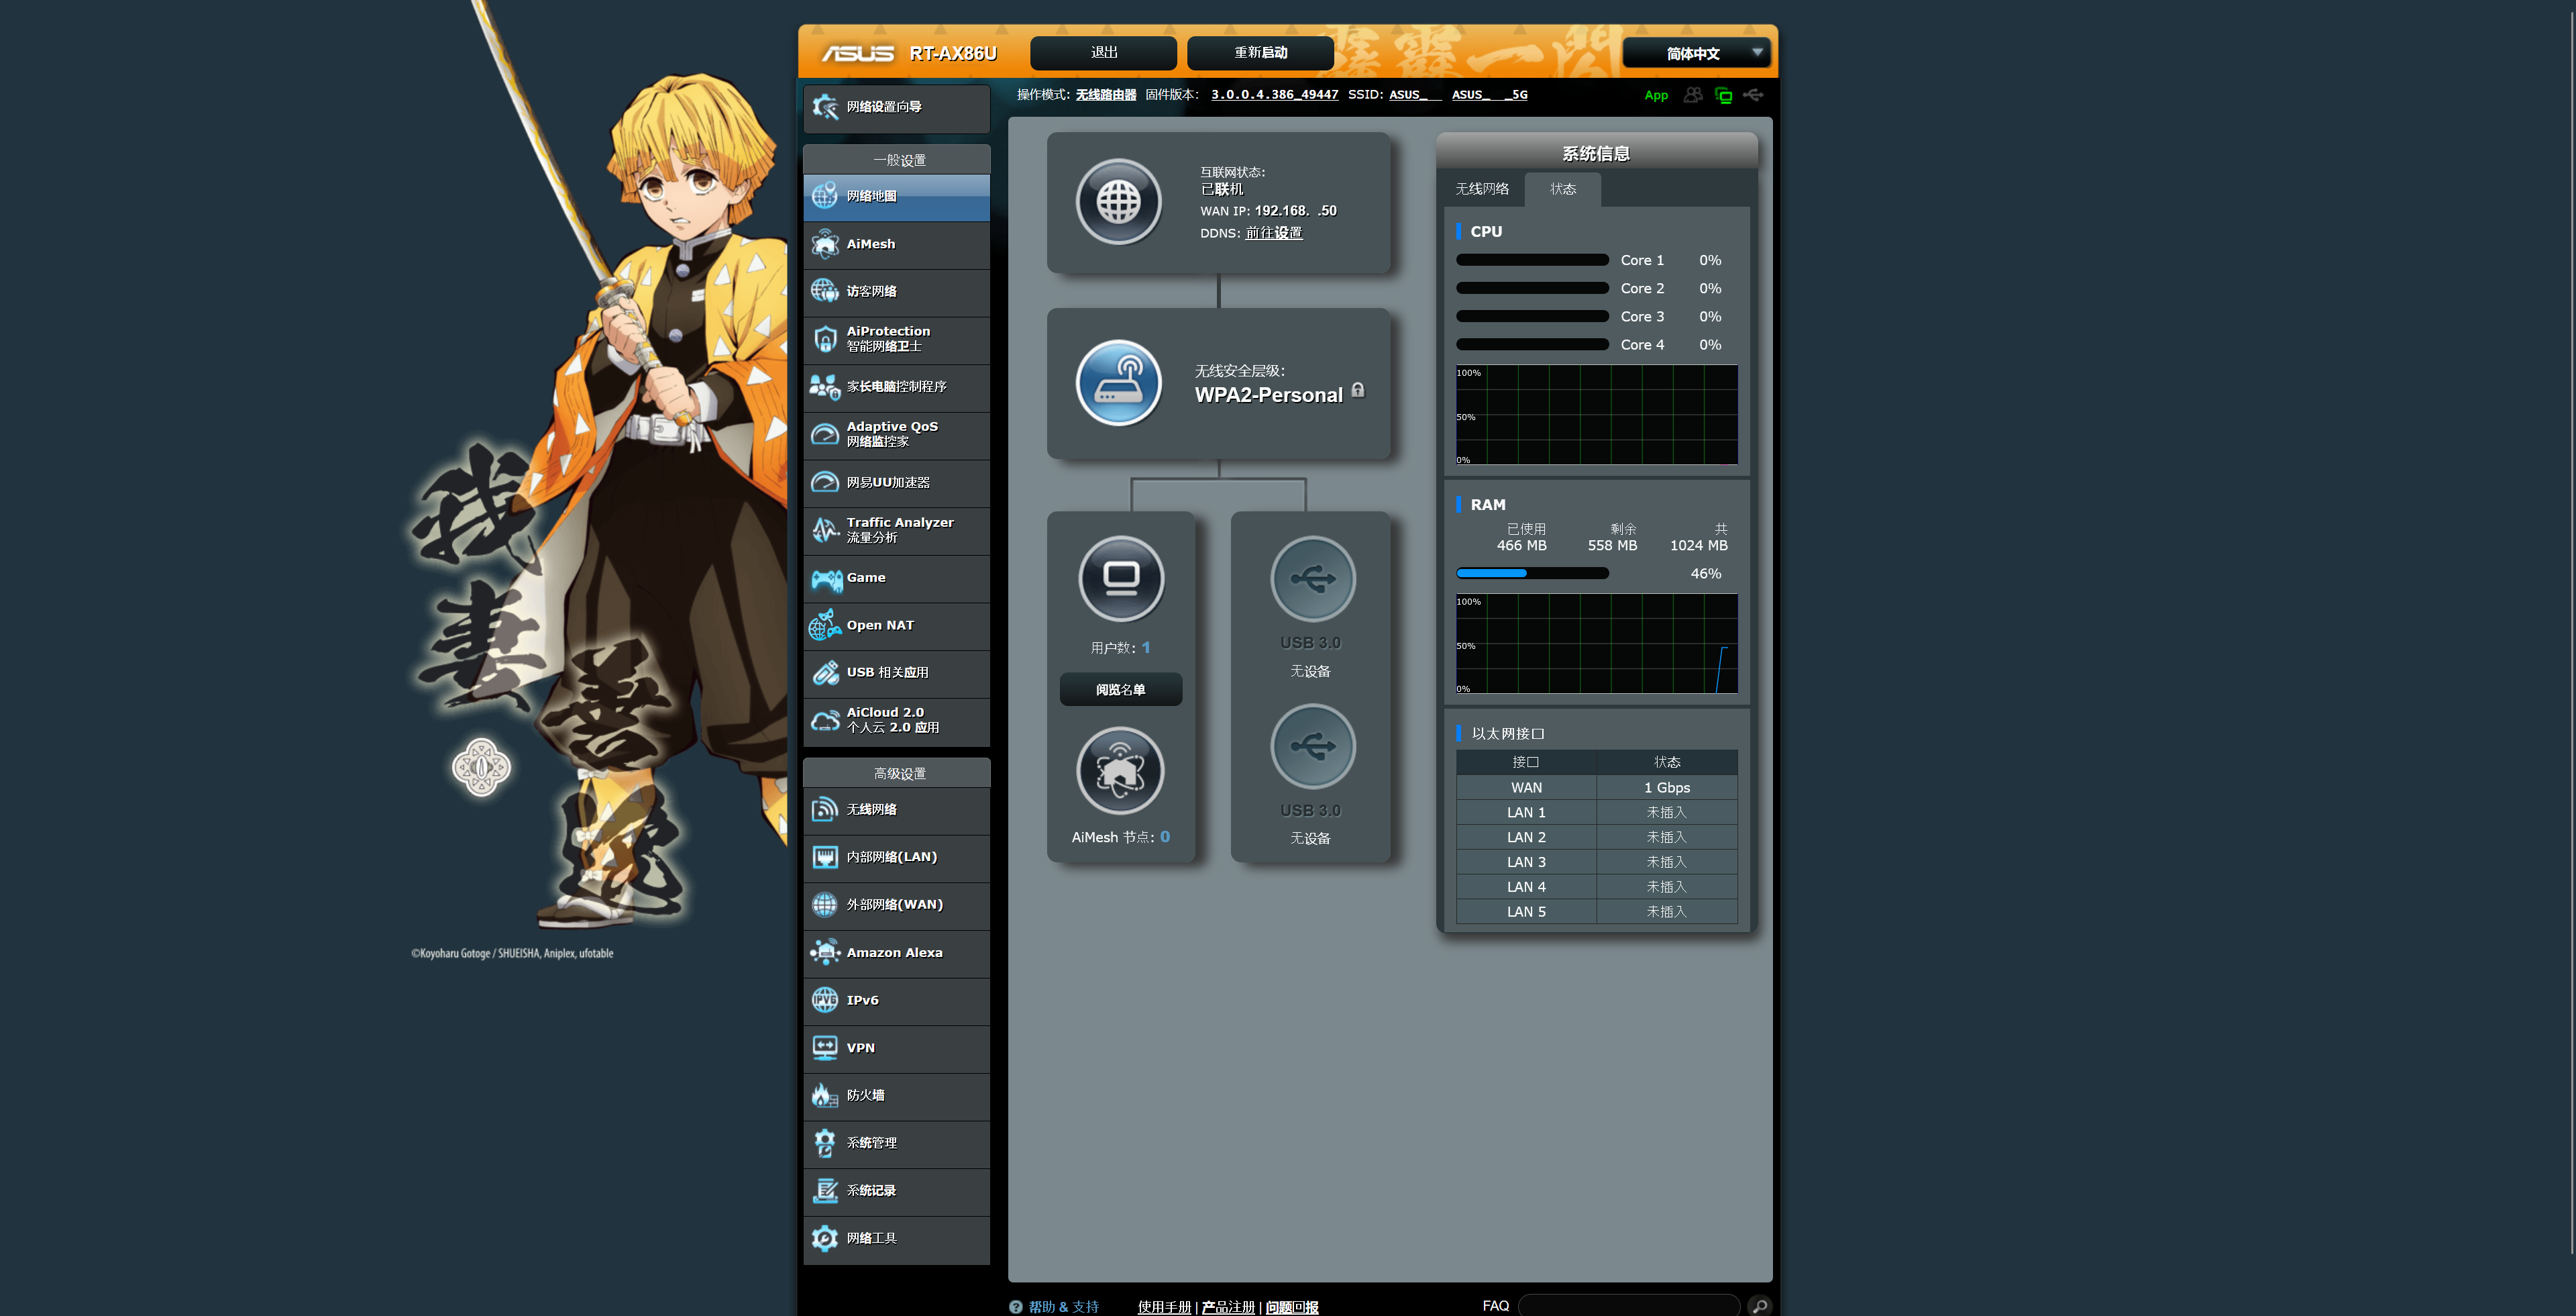 我妻善逸
©Koyoharu Gotoge / SHUEISHA, Aniplex, ufotable
ASUS RT-AX86U 退出 重新启动 霹靂一閃 简体中文
操作模式: 无线路由器 固件版本: 3.0.0.4.386_49447 SSID: ASUS_ ASUS_ _5G App
网络设置向导
一般设置
网络地图
AiMesh
访客网络
AiProtection
智能网络卫士
家长电脑控制程序
Adaptive QoS
网络监控家
网易UU加速器
Traffic Analyzer
流量分析
Game
Open NAT
USB 相关应用
AiCloud 2.0
个人云 2.0 应用
高级设置
无线网络
内部网络(LAN)
外部网络(WAN)
Amazon Alexa
IPv6
VPN
防火墙
系统管理
系统记录
网络工具
互联网状态:
已联机
WAN IP: 192.168. .50
DDNS: 前往设置
无线安全层级:
WPA2-Personal
用户数: 1
阅览名单
AiMesh 节点: 0
USB 3.0
无设备
USB 3.0
无设备
系统信息
无线网络 状态
CPU
Core 1 0%
Core 2 0%
Core 3 0%
Core 4 0%
100%
50%
0%
RAM
已使用 剩余 共
466 MB 558 MB 1024 MB
46%
100%
50%
0%
以太网接口
接口 状态
WAN 1 Gbps
LAN 1 未插入
LAN 2 未插入
LAN 3 未插入
LAN 4 未插入
LAN 5 未插入
帮助 & 支持 使用手册 | 产品注册 | 问题回报 FAQ